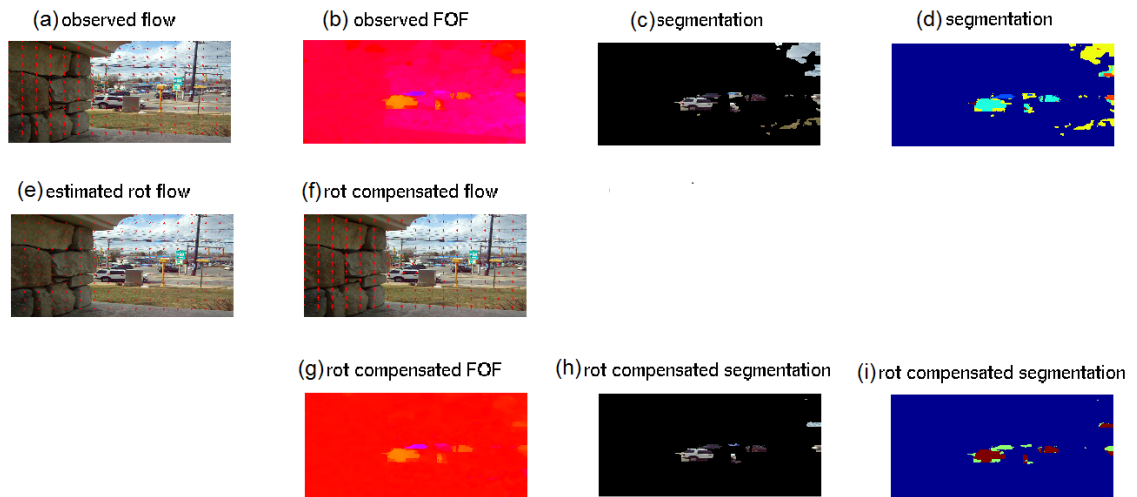 (a) observed flow
(b) observed FOF
(c) segmentation
(d) segmentation
(e) estimated rot flow
(f) rot compensated flow
(g) rot compensated FOF
(h) rot compensated segmentation
(i) rot compensated segmentation